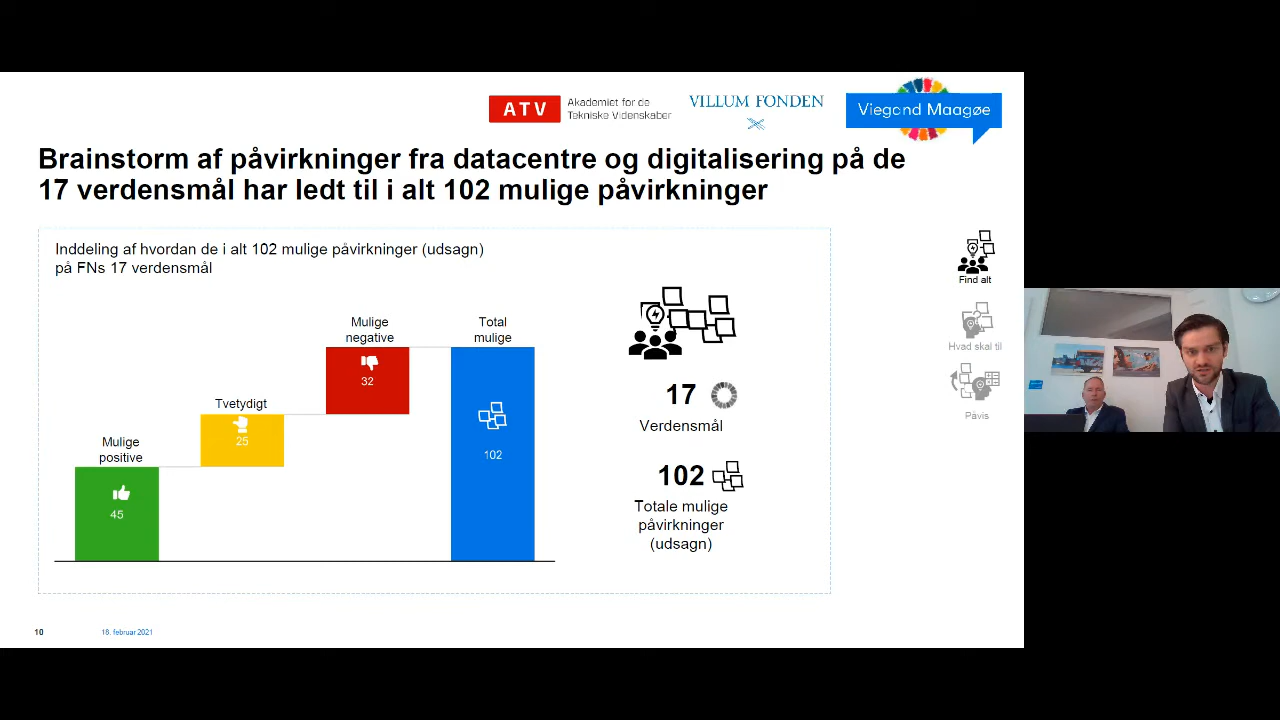 ATV
Akademiet for de
Tekniske Videnskaber
VILLUM FONDEN
Viegand Maagøe
Brainstorm af påvirkninger fra datacentre og digitalisering på de
17 verdensmål har ledt til i alt 102 mulige påvirkninger
Inddeling af hvordan de i alt 102 mulige påvirkninger (udsagn)
på FNs 17 verdensmål
Mulige
positive
45
Tvetydigt
25
Mulige
negative
32
Total
mulige
102
17
Verdensmål
102
Totale mulige
påvirkninger
(udsagn)
Find alt
Hvad skal til
Påvis
10
18. februar 2021